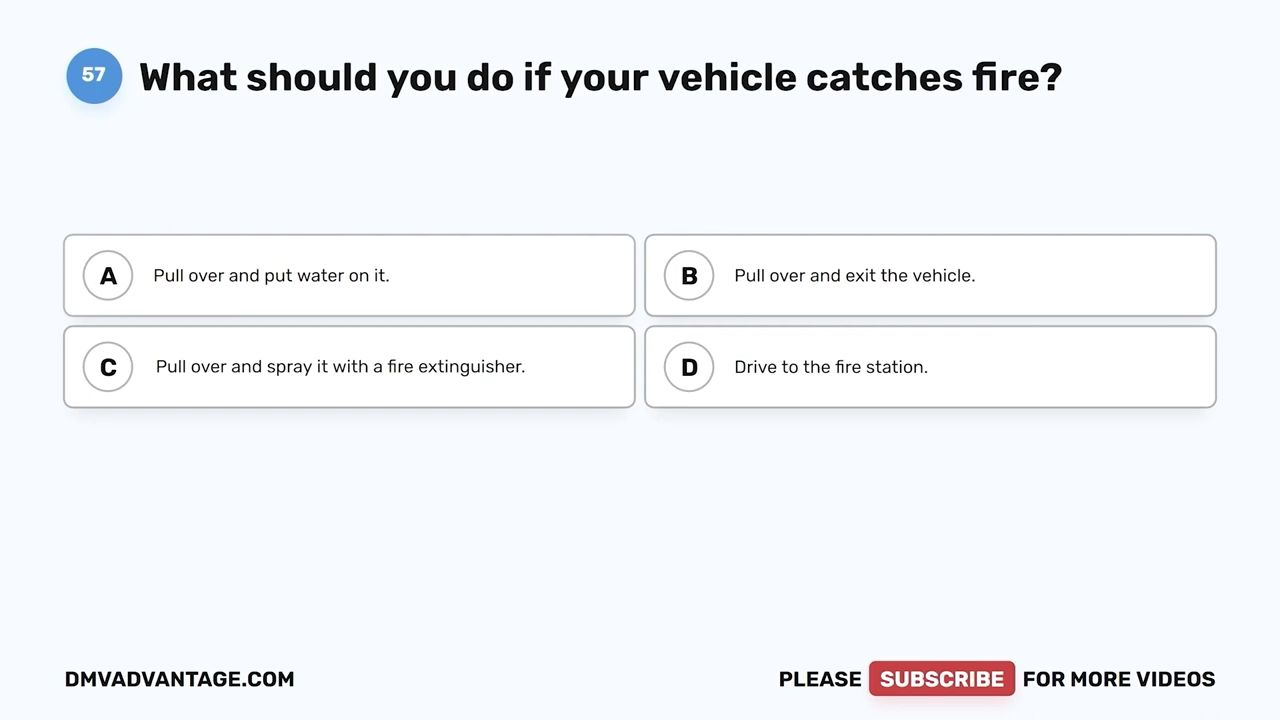 57 What should you do if your vehicle catches fire?
A Pull over and put water on it.
B Pull over and exit the vehicle.
C Pull over and spray it with a fire extinguisher.
D Drive to the fire station.
DMVADVANTAGE.COM
PLEASE SUBSCRIBE FOR MORE VIDEOS